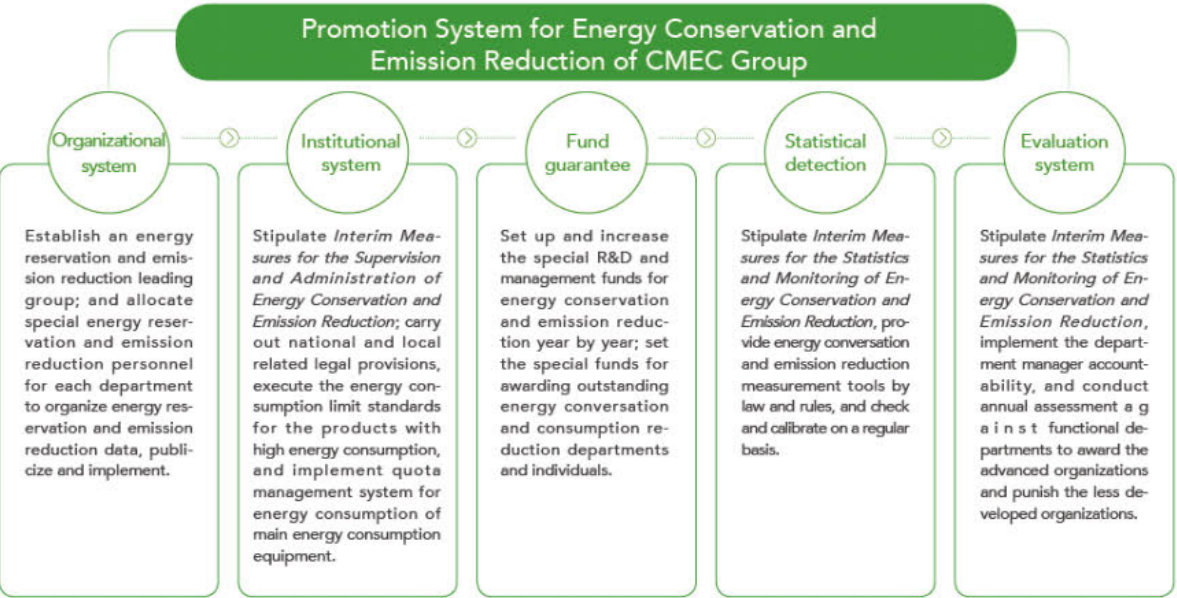 Promotion System for Energy Conservation and
Emission Reduction of CMEC Group
Organizational
system
Establish an energy
reservation and emis-
sion reduction leading
group; and allocate
special energy reser-
vation and emission
reduction personnel
for each department
to organize energy res-
ervation and emission
reduction data, publi-
cize and implement.
Institutional
system
Stipulate Interim Mea-
sures for the Supervision
and Administration of
Energy Conservation and
Emission Reduction; carry
out national and local
related legal provisions,
execute the energy con-
sumption limit standards
for the products with
high energy consumption,
and implement quota
management system for
energy consumption of
main energy consumption
equipment.
Fund
guarantee
Set up and increase
the special R&D and
management funds for
energy conservation
and emission reduc-
tion year by year; set
the special funds for
awarding outstanding
energy conversation
and consumption re-
duction departments
and individuals.
Statistical
detection
Stipulate Interim Mea-
sures for the Statistics
and Monitoring of En-
ergy Conservation and
Emission Reduction, pro-
vide energy conversation
and emission reduction
measurement tools by
law and rules, and check
and calibrate on a regular
basis.
Evaluation
system
Stipulate Interim Mea-
sures for the Statistics
and Monitoring of En-
ergy Conservation and
Emission Reduction,
implement the depart-
ment manager account-
ability, and conduct
annual assessment a g
a i n s t functional de-
partments to award the
advanced organizations
and punish the less de-
veloped organizations.